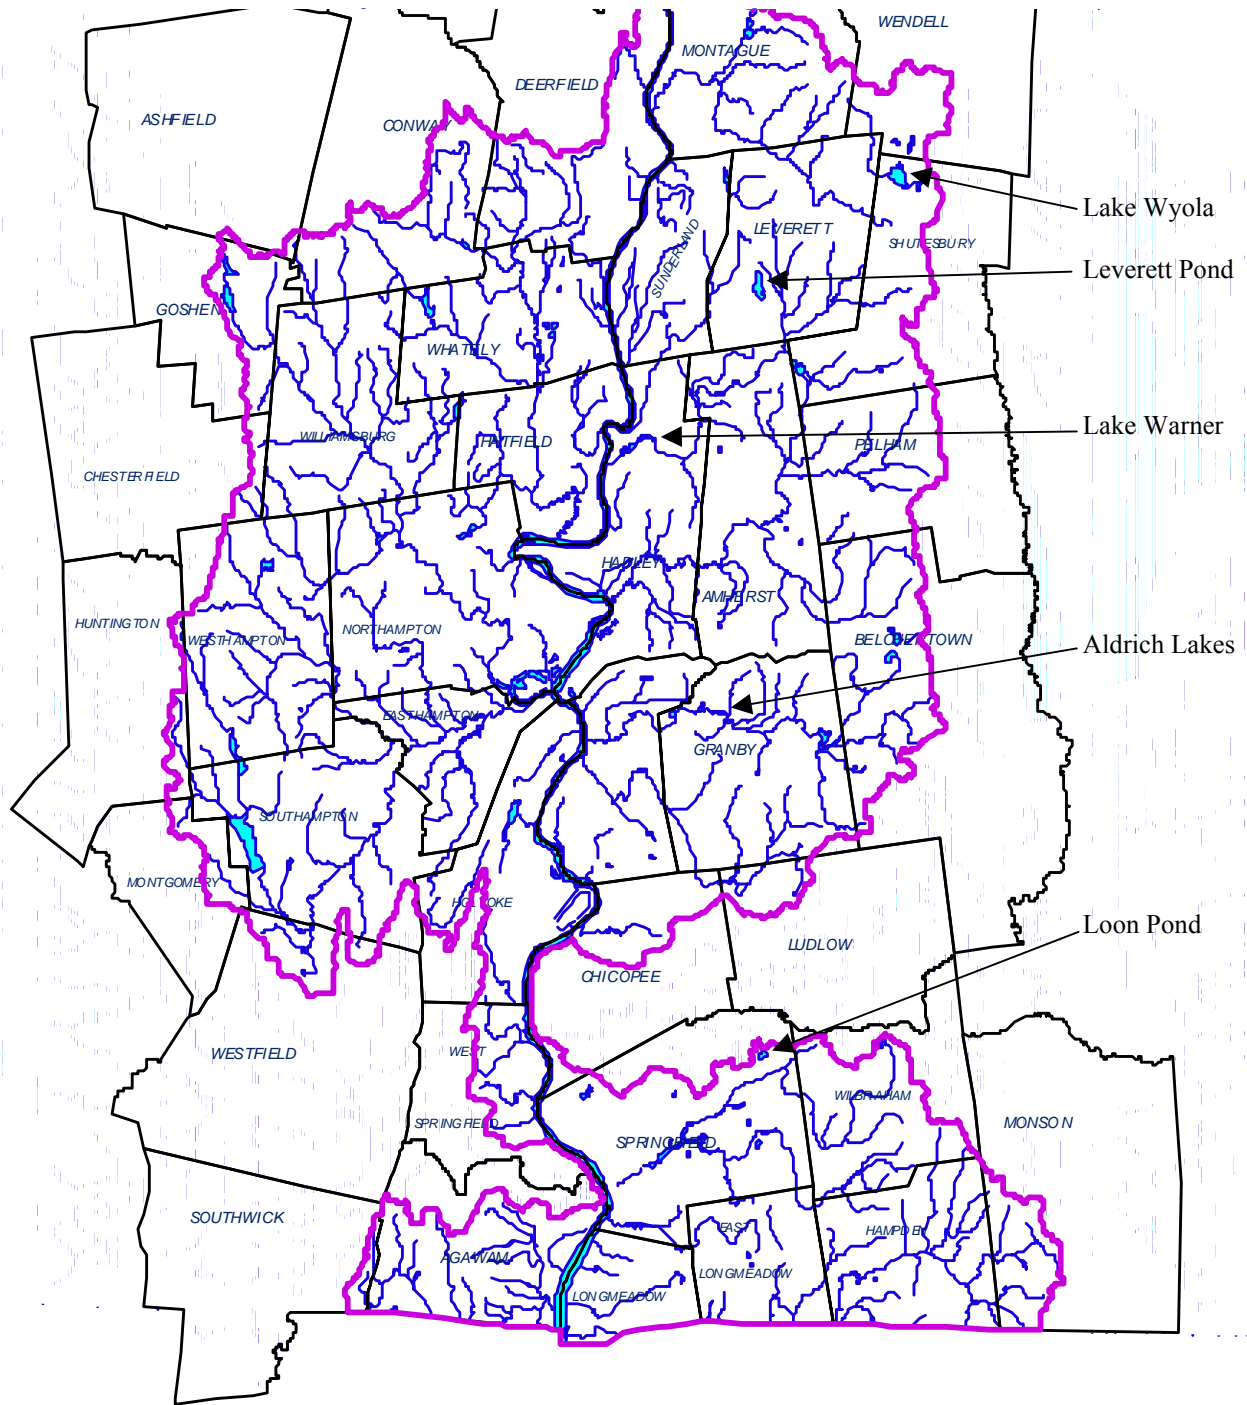 WENDELL
MONTAGUE
DEERFIELD
ASHFIELD
CONWAY
Lake Wyola
LEVERETT
SHUTESBURY
SUNDERLAND
Leverett Pond
GOSHEN
WHATELY
Lake Warner
WILLIAMSBURG
HATFIELD
PELHAM
CHESTERFIELD
HADLEY
AMHERST
HUNTINGTON
NORTHAMPTON
WESTHAMPTON
BELCHERTOWN
Aldrich Lakes
EASTHAMPTON
GRANBY
SOUTHAMPTON
MONTGOMERY
HOLYOKE
Loon Pond
LUDLOW
CHICOPEE
WESTFIELD
WEST
SPRINGFIELD
WILBRAHAM
MONSON
SPRINGFIELD
SOUTHWICK
EAST
LONGMEADOW
HAMPDEN
AGAWAM
LONGMEADOW